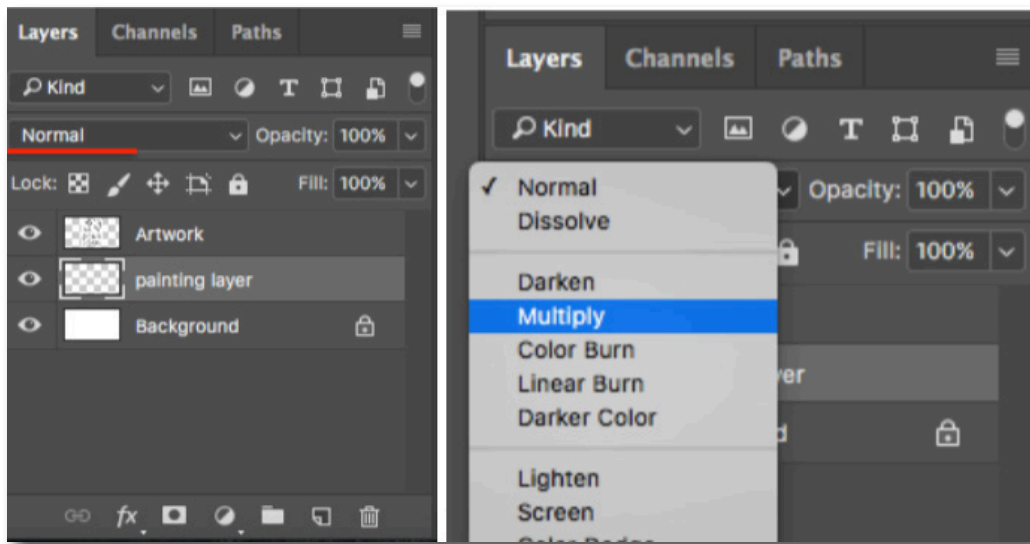 Layers Channels Paths
Kind
Normal Opacity: 100%
Lock: Fill: 100%
Artwork
painting layer
Background
fx
Layers Channels Paths
Kind T
Opacity: 100%
Fill: 100%
✓ Normal
Dissolve
Darken
Multiply
Color Burn
Linear Burn
Darker Color
Lighten
Screen